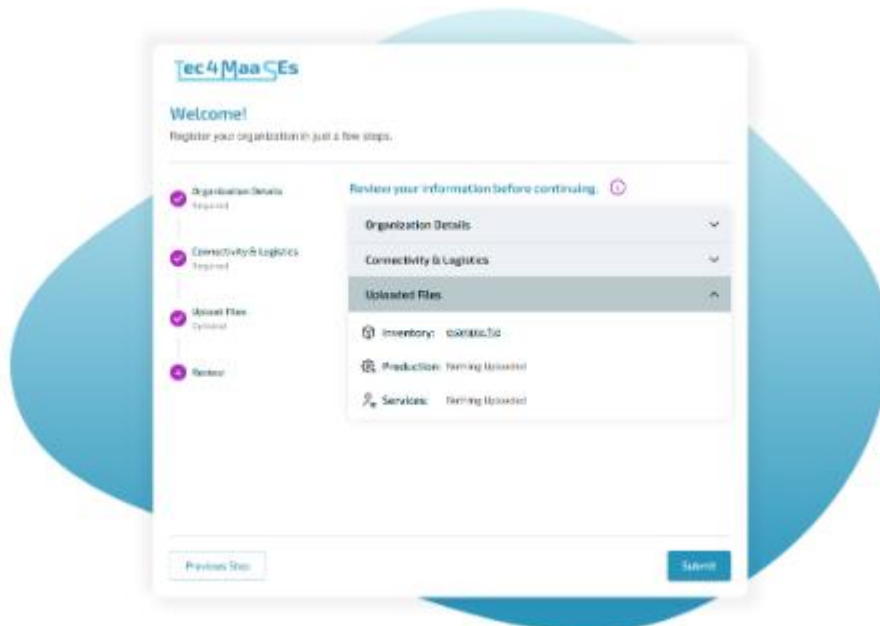 Tec4MaaSEs
Welcome!
Register your organization in just a few steps.
Organization Details
Required
Connectivity & Logistics
Required
Upload Files
Optional
4 Review
Review your information before continuing.
Organization Details
Connectivity & Logistics
Uploaded Files
Inventory:
Production: Nothing Uploaded
Services: Nothing Uploaded
Previous Step
Submit